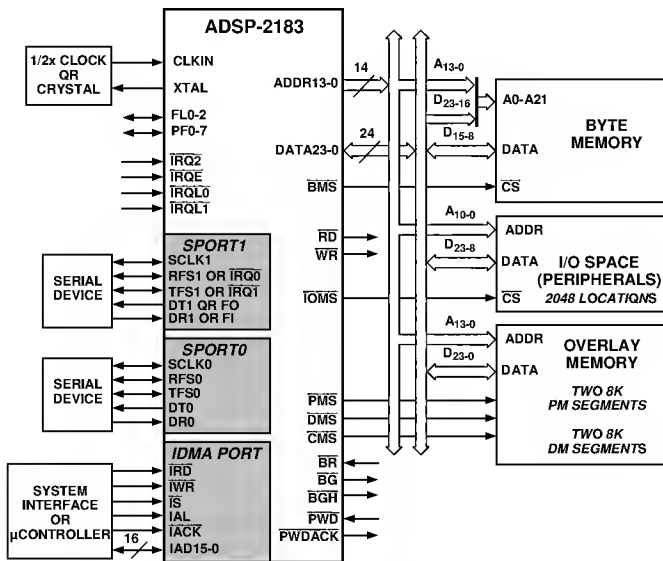 ADSP-2183
1/2x CLOCK
QR
CRYSTAL
CLKIN
XTAL
FL0-2
PF0-7
IRQ2
IRQE
IRQL0
IRQL1
ADDR13-0
14
DATA23-0
24
BMS
RD
WR
IOMS
PMS
DMS
CMS
BR
BG
BGH
PWD
PWDACK
SPORT1
SCLK1
RFS1 OR IRQ0
TFS1 OR IRQ1
DT1 QR FO
DR1 OR FI
SERIAL
DEVICE
SPORT0
SCLK0
RFS0
TFS0
DT0
DR0
SERIAL
DEVICE
IDMA PORT
IRD
IWR
IS
IAL
IACK
IAD15-0
16
SYSTEM
INTERFACE
OR
µCONTROLLER
A13-0
D23-16
D15-8
A0-A21
BYTE
MEMORY
DATA
CS
A10-0
D23-8
ADDR
I/O SPACE
(PERIPHERALS)
DATA
2048 LOCATIQNS
CS
A13-0
D23-0
ADDR
OVERLAY
MEMORY
DATA
TWO 8K
PM SEGMENTS
TWO 8K
DM SEGMENTS